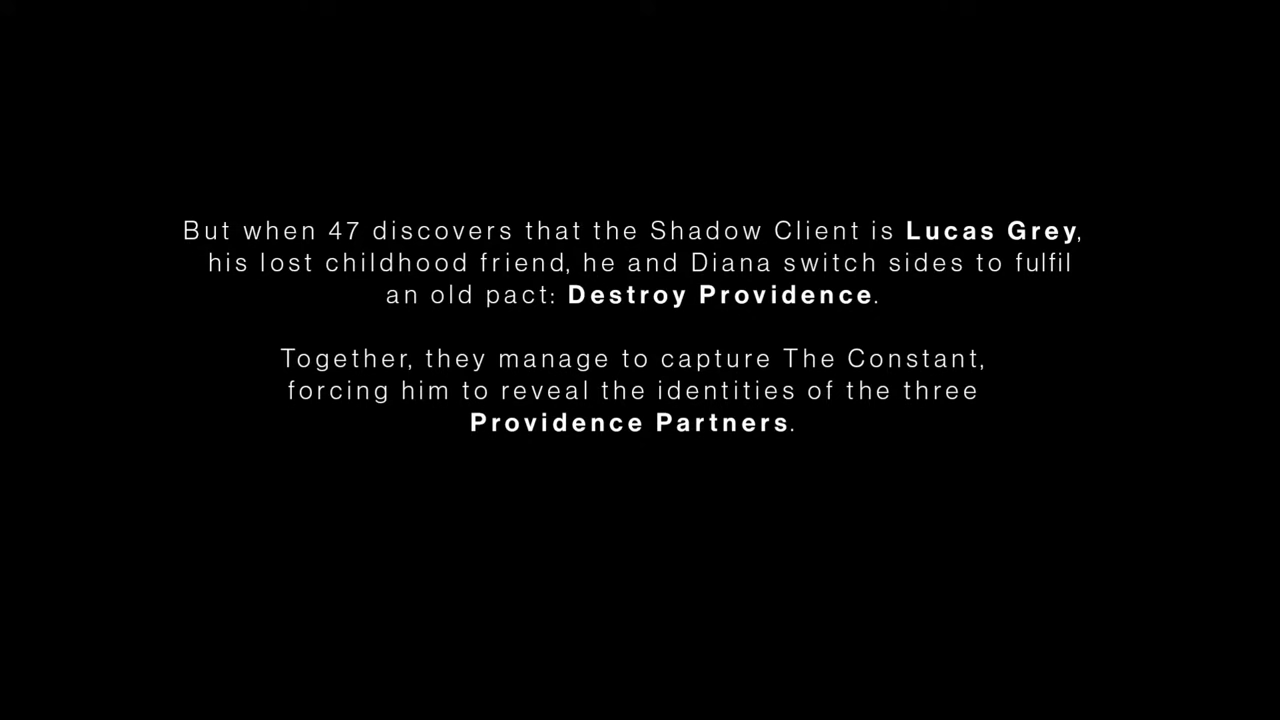 But when 47 discovers that the Shadow Client is Lucas Grey,
his lost childhood friend, he and Diana switch sides to fulfil
an old pact: Destroy Providence.
Together, they manage to capture The Constant,
forcing him to reveal the identities of the three
Providence Partners.